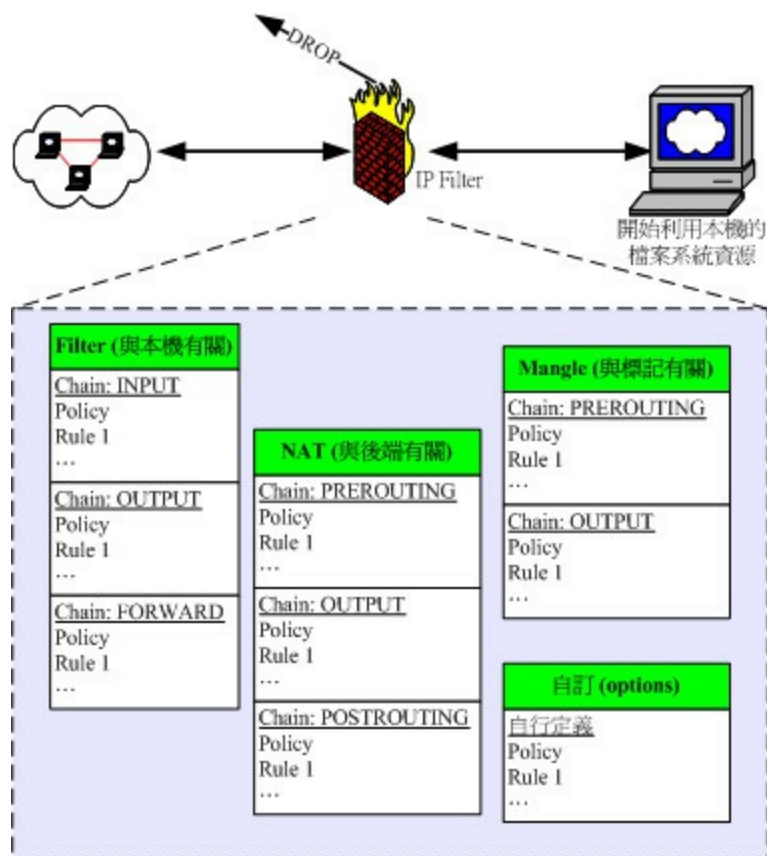 DROP
IP Filter
開始利用本機的
檔案系統資源
Filter (與本機有關)
Chain: INPUT
Policy
Rule 1
…
Chain: OUTPUT
Policy
Rule 1
…
Chain: FORWARD
Policy
Rule 1
…
NAT (與後端有關)
Chain: PREROUTING
Policy
Rule 1
…
Chain: OUTPUT
Policy
Rule 1
…
Chain: POSTROUTING
Policy
Rule 1
…
Mangle (與標記有關)
Chain: PREROUTING
Policy
Rule 1
…
Chain: OUTPUT
Policy
Rule 1
…
自訂 (options)
自行定義
Policy
Rule 1
…